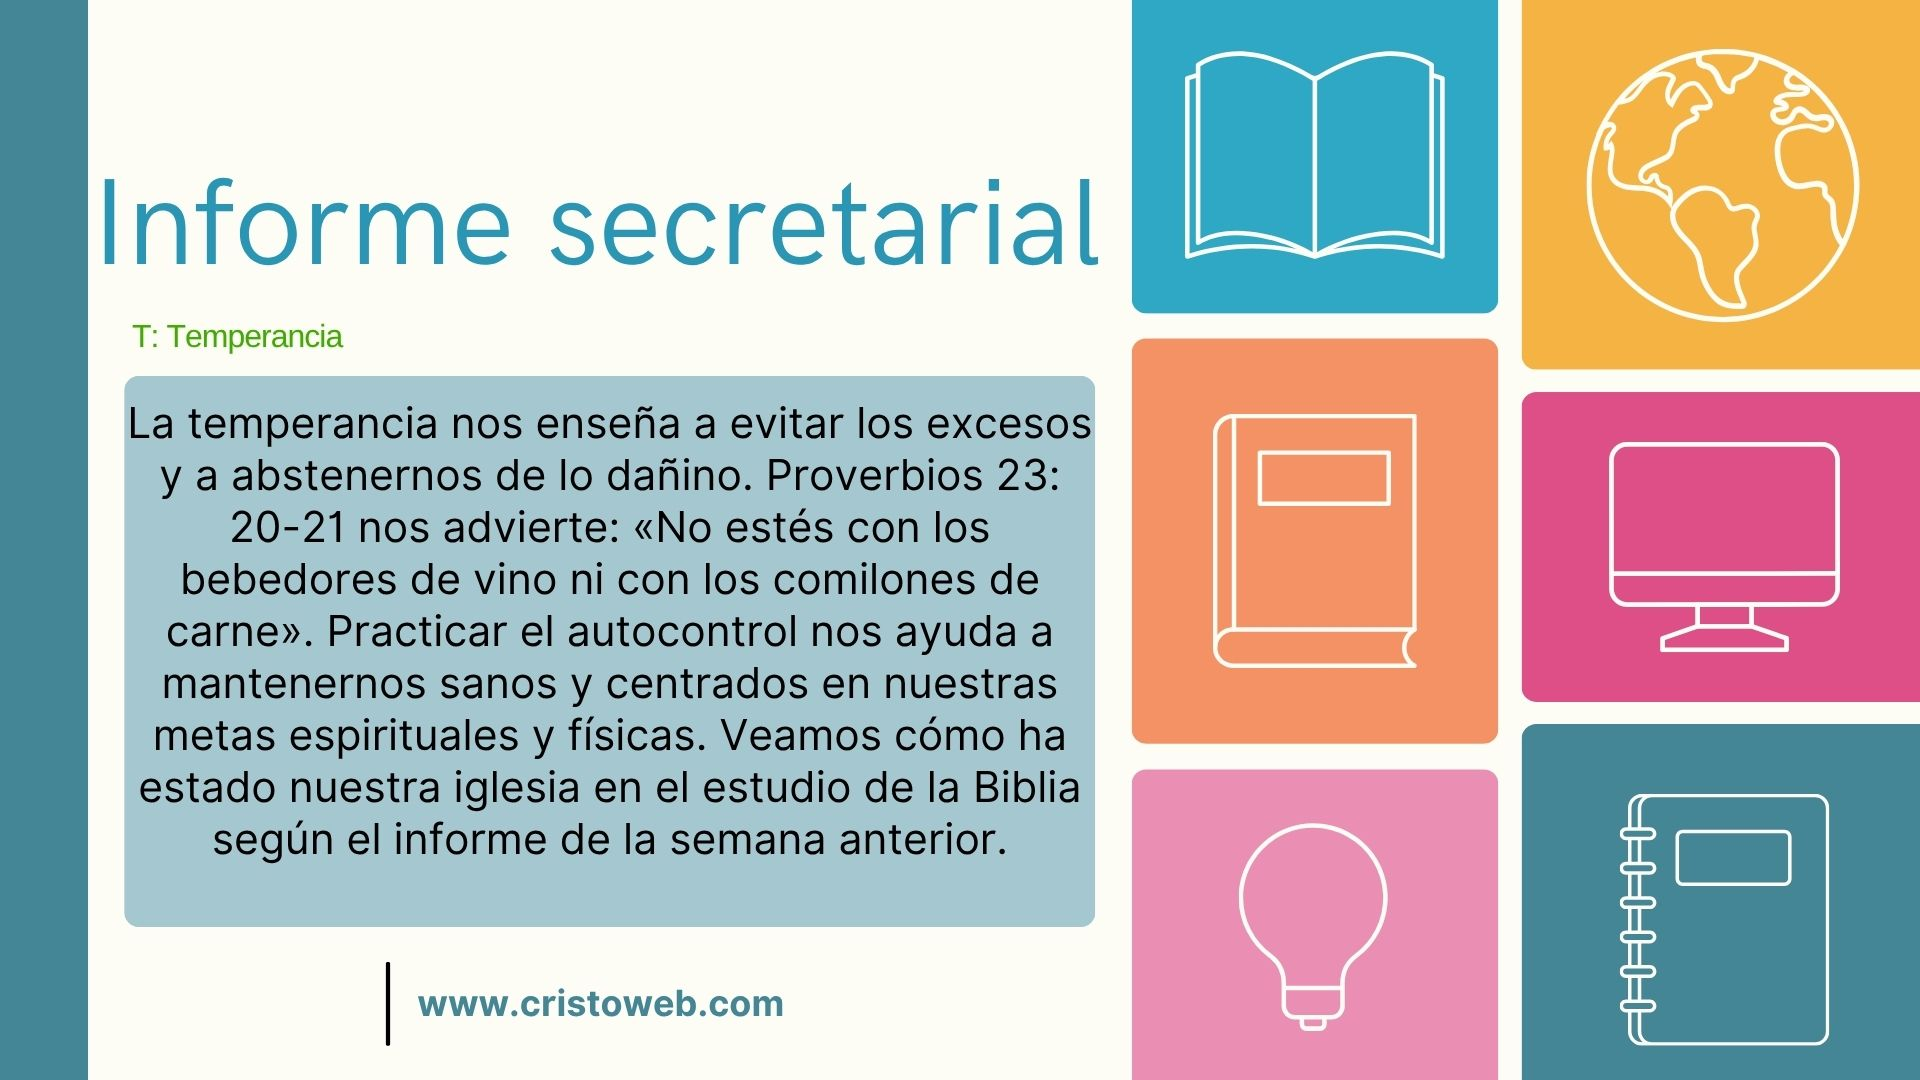 Informe secretarial
T: Temperancia
La temperancia nos enseña a evitar los excesos
y a abstenernos de lo dañino. Proverbios 23:
20-21 nos advierte: «No estés con los
bebedores de vino ni con los comilones de
carne». Practicar el autocontrol nos ayuda a
mantenernos sanos y centrados en nuestras
metas espirituales y físicas. Veamos cómo ha
estado nuestra iglesia en el estudio de la Biblia
según el informe de la semana anterior.
www.cristoweb.com